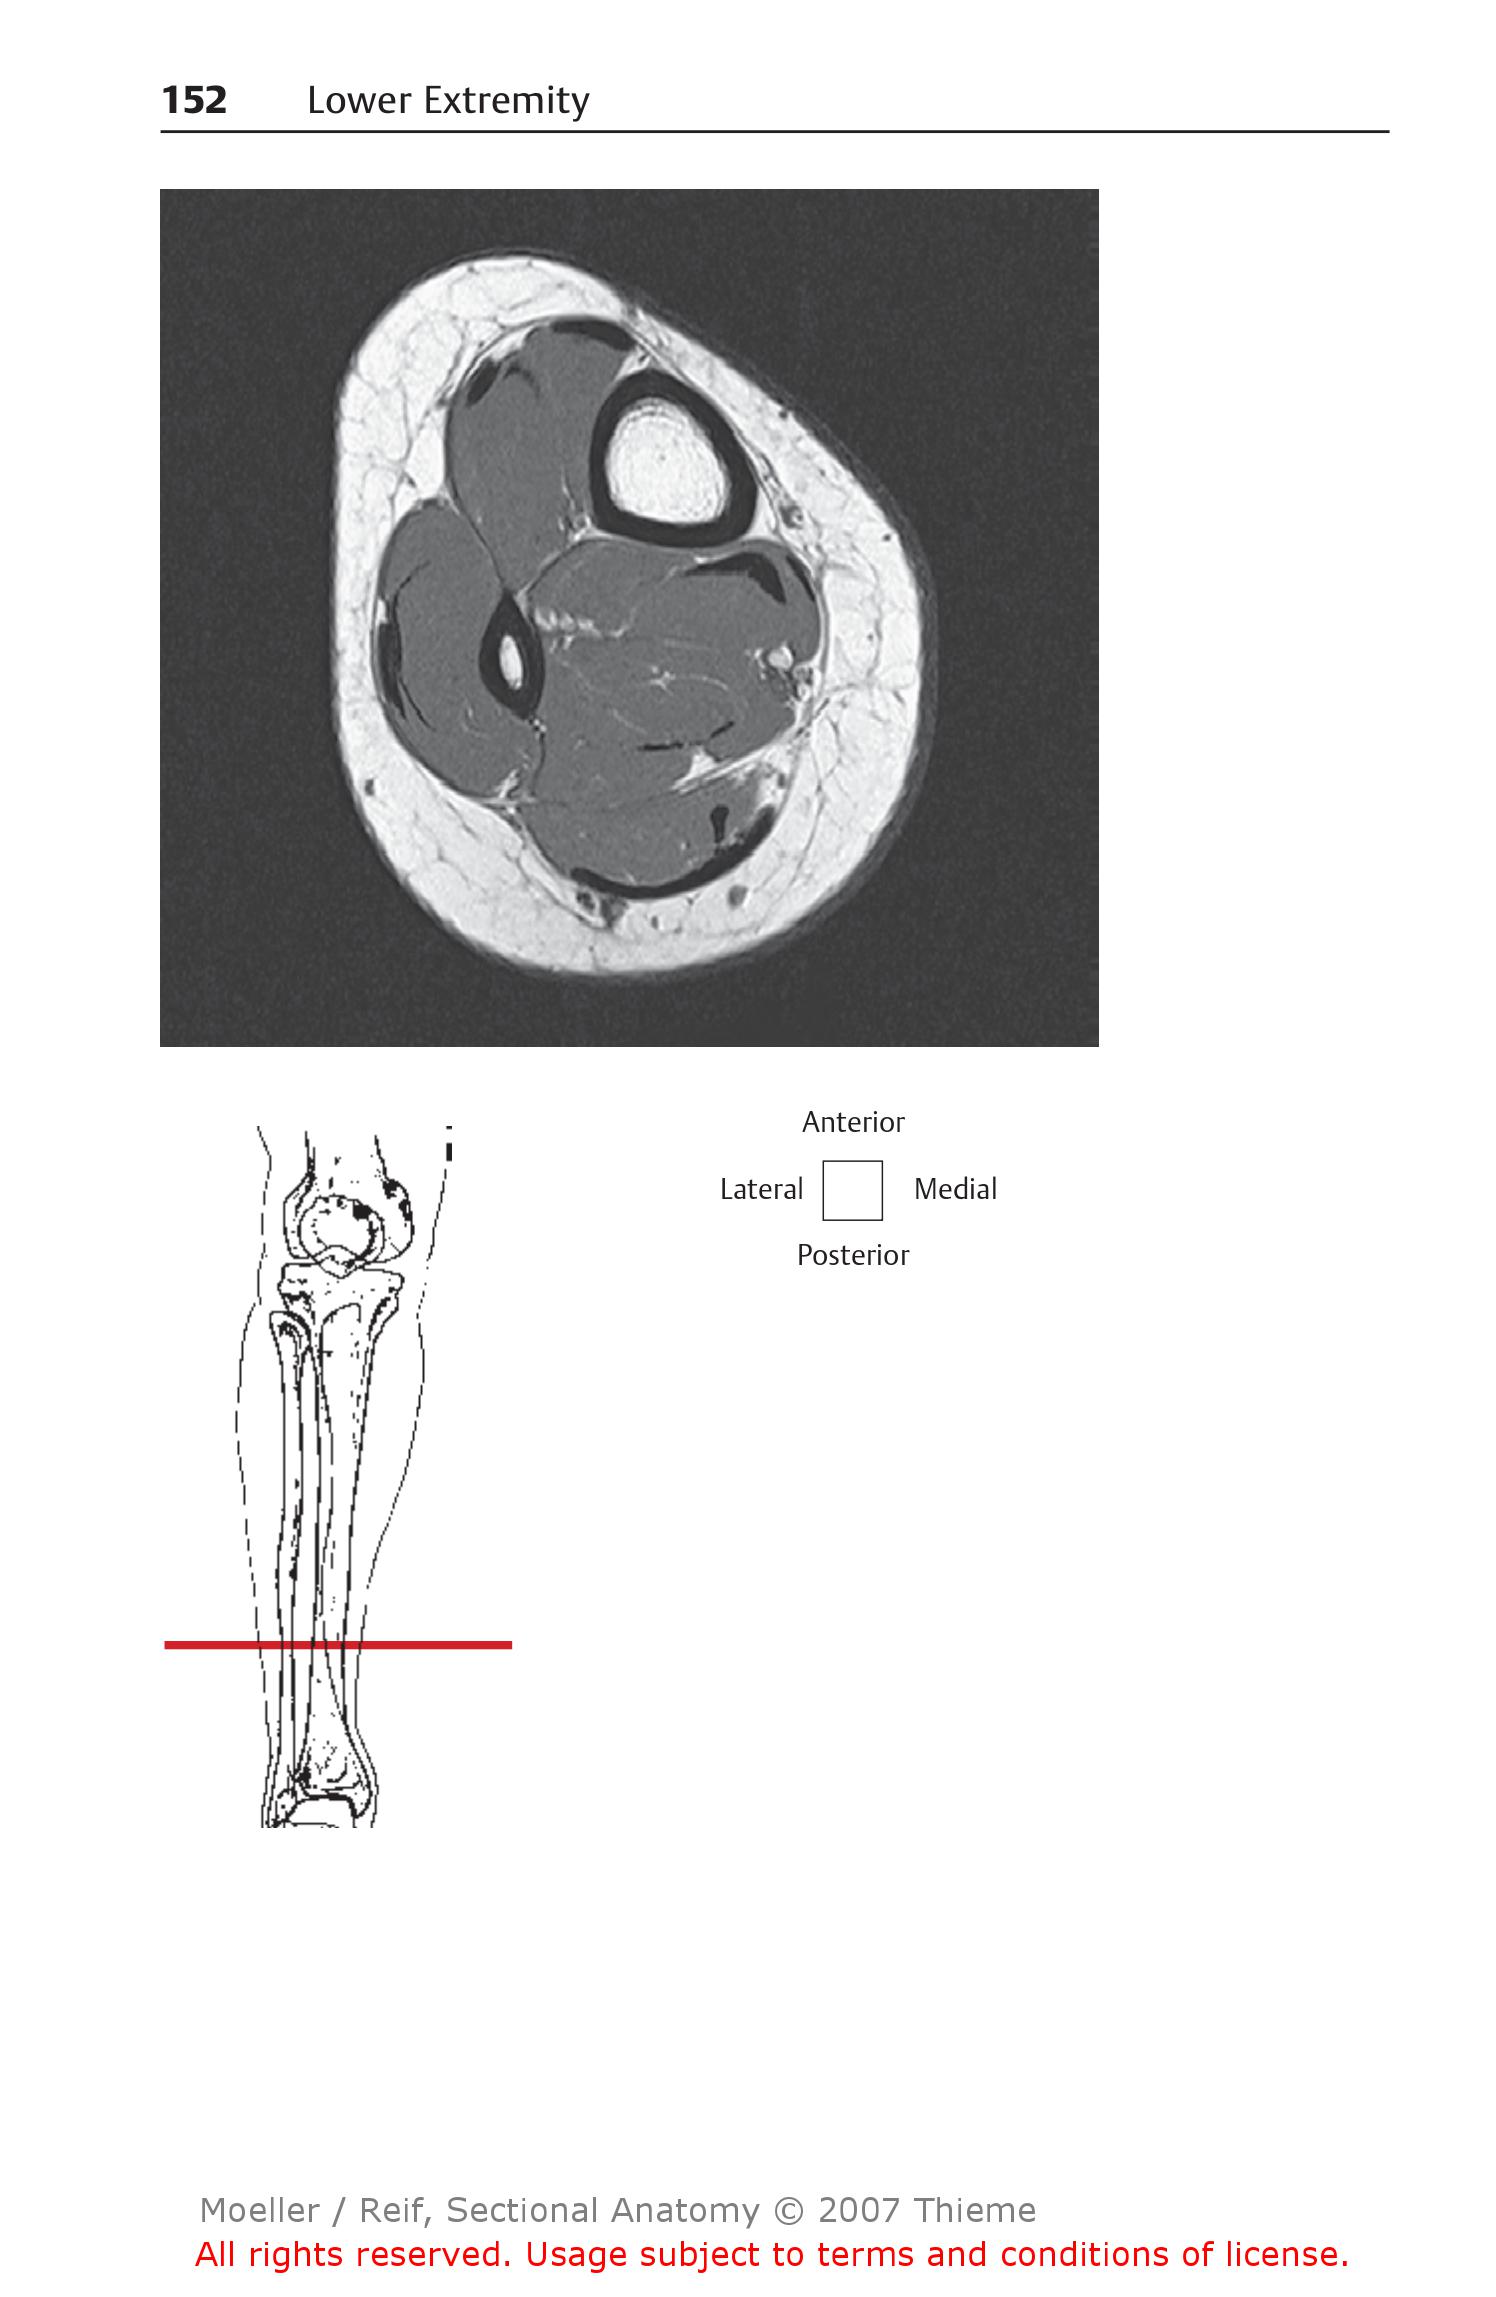 152 Lower Extremity
Anterior
Lateral Medial
Posterior
Moeller / Reif, Sectional Anatomy © 2007 Thieme
All rights reserved. Usage subject to terms and conditions of license.